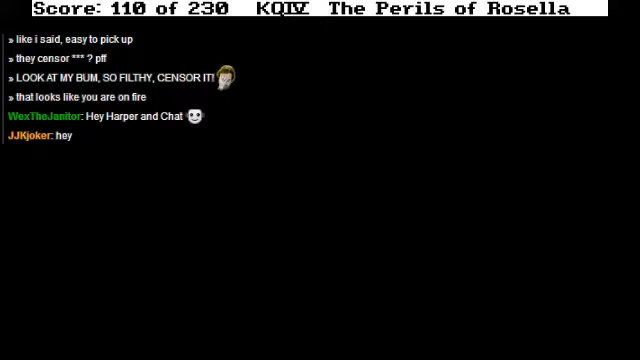 Score: 110 of 230 KQIV The Perils of Rosella
» like i said, easy to pick up
» they censor *** ? pff
» LOOK AT MY BUM, SO FILTHY, CENSOR IT!
» that looks like you are on fire
WexTheJanitor: Hey Harper and Chat
JJKjoker: hey